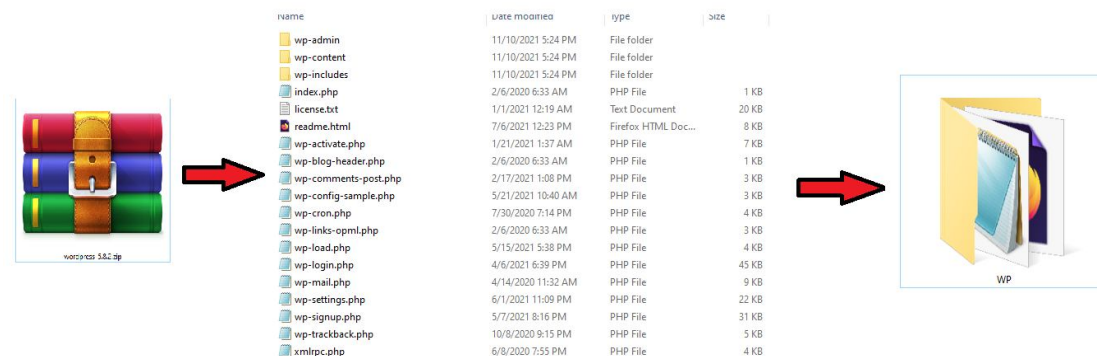 Name Date modified Type Size
wp-admin 11/10/2021 5:24 PM File folder
wp-content 11/10/2021 5:24 PM File folder
wp-includes 11/10/2021 5:24 PM File folder
index.php 2/6/2020 6:33 AM PHP File 1 KB
license.txt 1/1/2021 12:19 AM Text Document 20 KB
readme.html 7/6/2021 12:23 PM Firefox HTML Doc... 8 KB
wp-activate.php 1/21/2021 1:37 AM PHP File 7 KB
wp-blog-header.php 2/6/2020 6:33 AM PHP File 1 KB
wp-comments-post.php 2/17/2021 1:08 PM PHP File 3 KB
wp-config-sample.php 5/21/2021 10:40 AM PHP File 3 KB
wp-cron.php 7/30/2020 7:14 PM PHP File 4 KB
wp-links-opml.php 2/6/2020 6:33 AM PHP File 3 KB
wp-load.php 5/15/2021 5:38 PM PHP File 4 KB
wp-login.php 4/6/2021 6:39 PM PHP File 45 KB
wp-mail.php 4/14/2020 11:32 AM PHP File 9 KB
wp-settings.php 6/1/2021 11:09 PM PHP File 22 KB
wp-signup.php 5/7/2021 8:16 PM PHP File 31 KB
wp-trackback.php 10/8/2020 9:15 PM PHP File 5 KB
xmlrpc.php 6/8/2020 7:55 PM PHP File 4 KB
wordpress-5.8.2.zip
WP